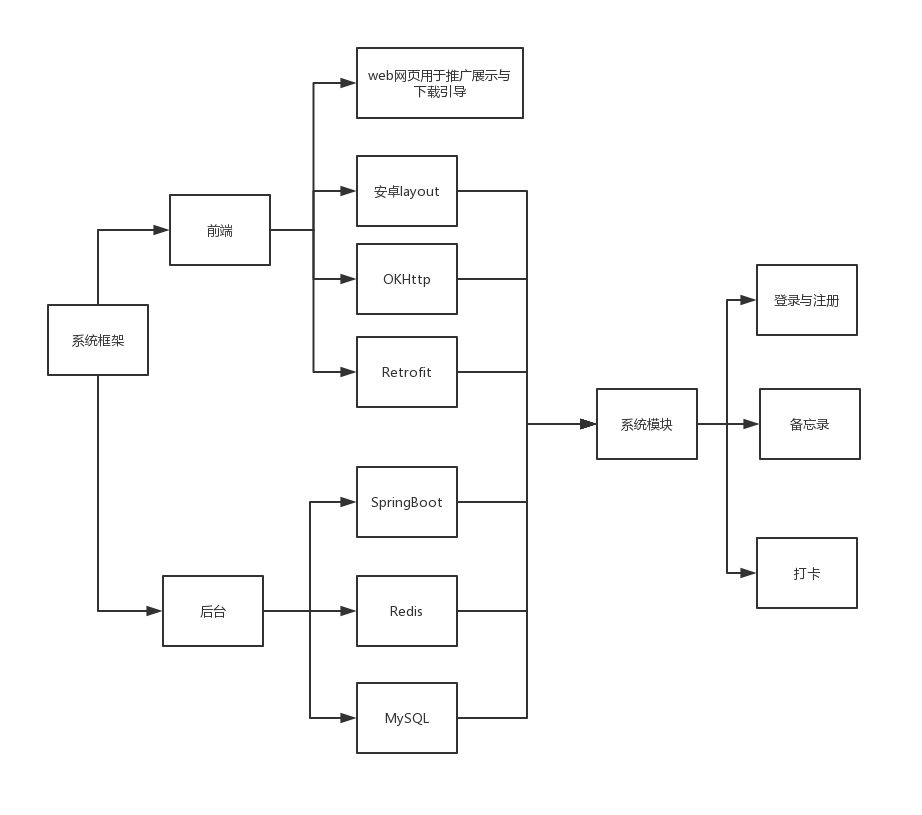 web网页用于推广展示与
下载引导
安卓layout
前端
OKHttp
登录与注册
系统框架
Retrofit
系统模块
备忘录
SpringBoot
打卡
后台
Redis
MySQL